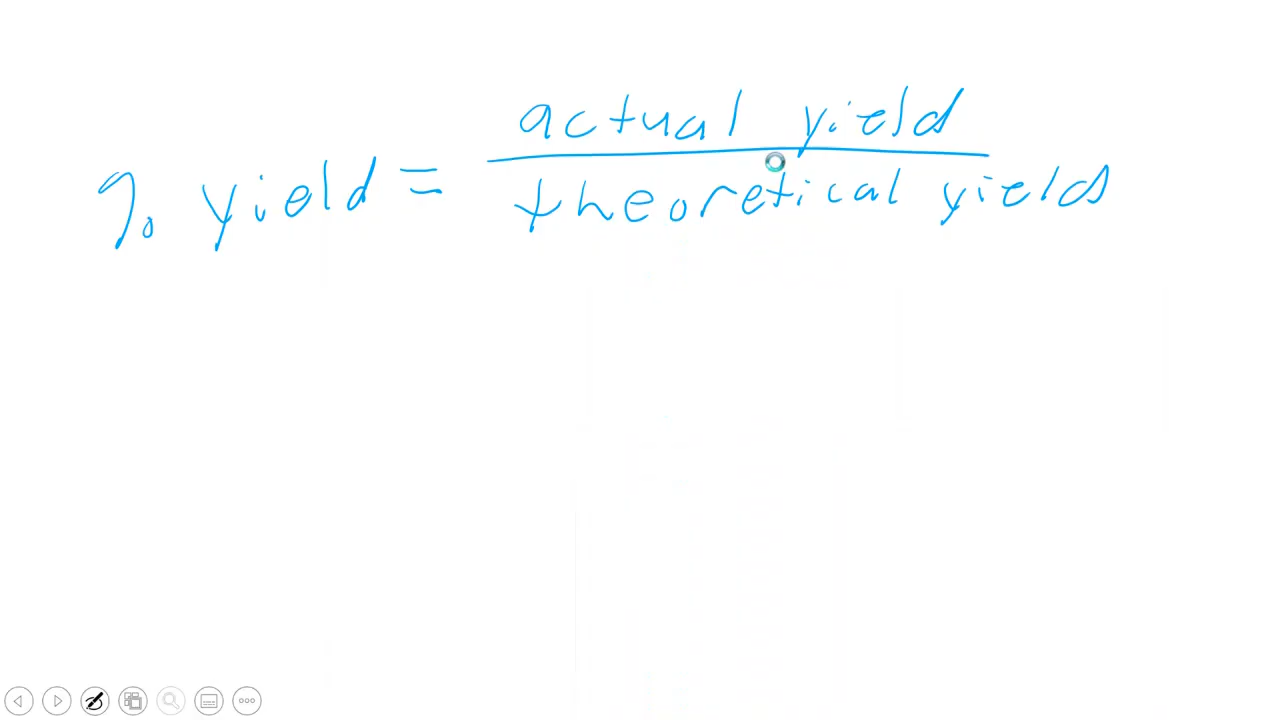 actual yield
% yield =
theoretical yield